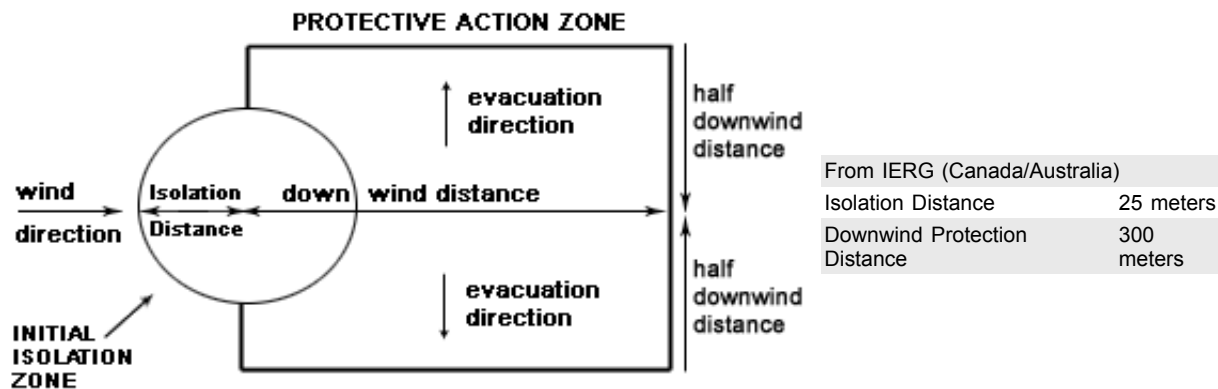 PROTECTIVE ACTION ZONE
evacuation
direction
half
downwind
distance
wind
direction
Isolation
Distance
down wind distance
evacuation
direction
half
downwind
distance
INITIAL
ISOLATION
ZONE
From IERG (Canada/Australia)
Isolation Distance 25 meters
Downwind Protection 300
Distance meters